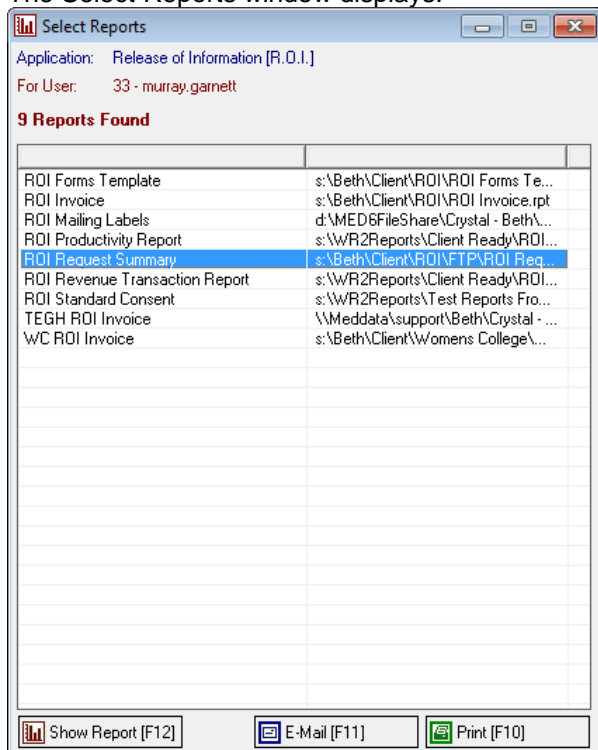 The Select Reports window displays.
Select Reports
Application: Release of Information [R.O.I.]
For User: 33 - murray.garnett
9 Reports Found
ROI Forms Template s:\Beth\Client\ROI\ROI Forms Te...
ROI Invoice s:\Beth\Client\ROI\ROI Invoice.rpt
ROI Mailing Labels d:\MED6FileShare\Crystal - Beth\...
ROI Productivity Report s:\WR2Reports\Client Ready\ROI...
ROI Request Summary s:\Beth\Client\ROI\FTP\ROI Req...
ROI Revenue Transaction Report s:\WR2Reports\Client Ready\ROI...
ROI Standard Consent s:\WR2Reports\Test Reports Fro...
TEGH ROI Invoice \\Meddata\support\Beth\Crystal - ...
WC ROI Invoice s:\Beth\Client\Womens College\...
Show Report [F12] E-Mail [F11] Print [F10]